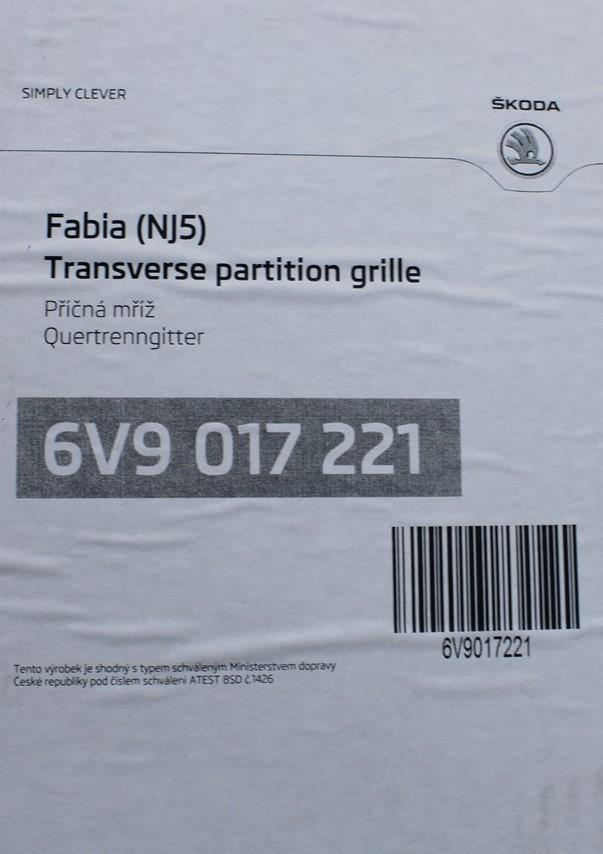 SIMPLY CLEVER
ŠKODA
Fabia (NJ5)
Transverse partition grille
Příčná mříž
Quertrenngitter
6V9 017 221
6V9017221
Tento výrobek je shodný s typem schváleným Ministerstvem dopravy
České republiky pod číslem schválení ATEST 8SD č.1426